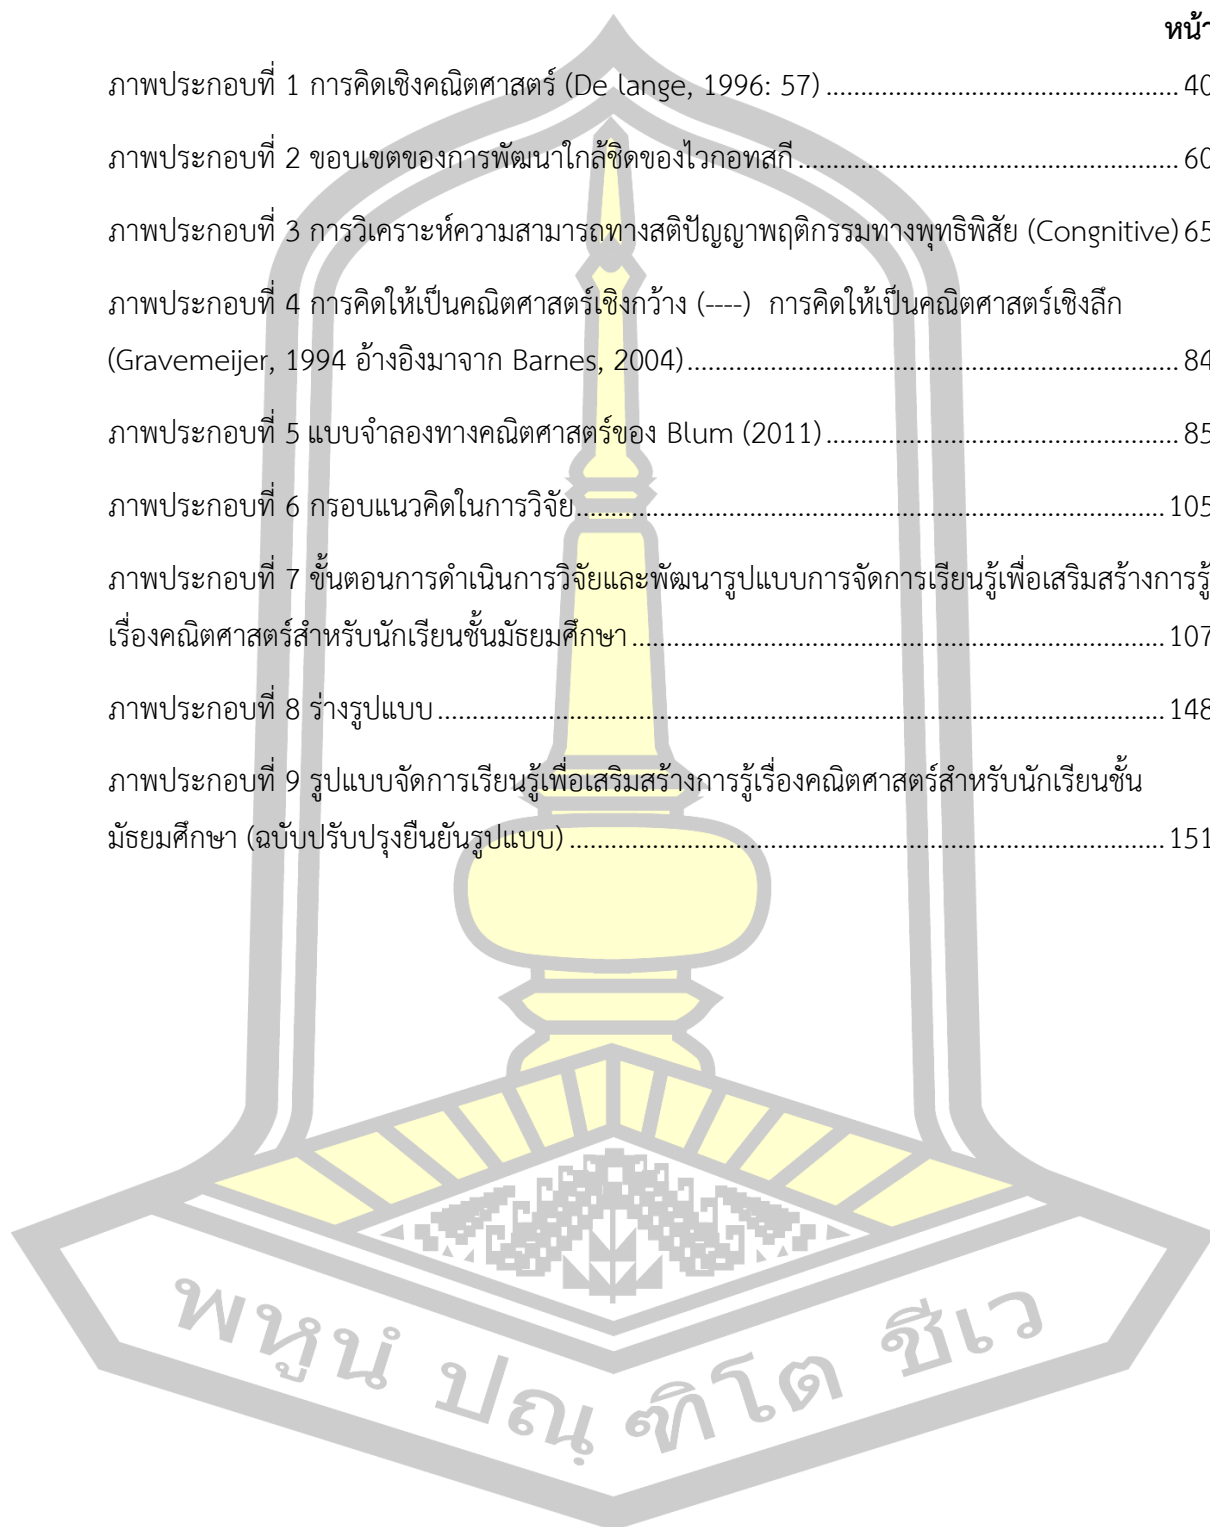 หน้า
ภาพประกอบที่ 1 การคิดเชิงคณิตศาสตร์ (De lange, 1996: 57) ................................................ 40
ภาพประกอบที่ 2 ขอบเขตของการพัฒนาใกล้ชิดของไวกอทสกี .................................................... 60
ภาพประกอบที่ 3 การวิเคราะห์ความสามารถทางสติปัญญาพฤติกรรมทางพุทธิพิสัย (Congnitive) 65
ภาพประกอบที่ 4 การคิดให้เป็นคณิตศาสตร์เชิงกว้าง (----) การคิดให้เป็นคณิตศาสตร์เชิงลึก
(Gravemeijer, 1994 อ้างอิงมาจาก Barnes, 2004) .................................................................... 84
ภาพประกอบที่ 5 แบบจำลองทางคณิตศาสตร์ของ Blum (2011) ................................................ 85
ภาพประกอบที่ 6 กรอบแนวคิดในการวิจัย ................................................................................ 105
ภาพประกอบที่ 7 ขั้นตอนการดำเนินการวิจัยและพัฒนารูปแบบการจัดการเรียนรู้เพื่อเสริมสร้างการรู้
เรื่องคณิตศาสตร์สำหรับนักเรียนชั้นมัธยมศึกษา ......................................................................... 107
ภาพประกอบที่ 8 ร่างรูปแบบ .................................................................................................... 148
ภาพประกอบที่ 9 รูปแบบจัดการเรียนรู้เพื่อเสริมสร้างการรู้เรื่องคณิตศาสตร์สำหรับนักเรียนชั้น
มัธยมศึกษา (ฉบับปรับปรุงยืนยันรูปแบบ) .................................................................................. 151
พหูนํ ปณฺฑิโต ชีเว